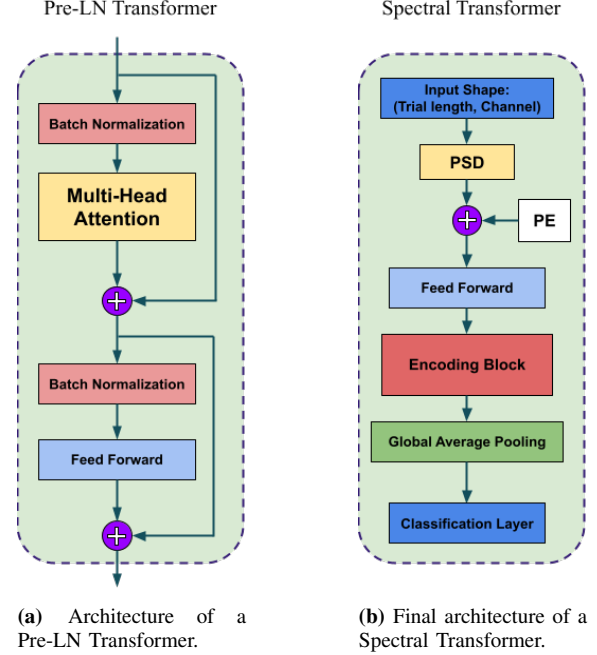 Pre-LN Transformer
Batch Normalization
Multi-Head
Attention
Batch Normalization
Feed Forward
(a) Architecture of a
Pre-LN Transformer.
Spectral Transformer
Input Shape:
(Trial length, Channel)
PSD
PE
Feed Forward
Encoding Block
Global Average Pooling
Classification Layer
(b) Final architecture of a
Spectral Transformer.